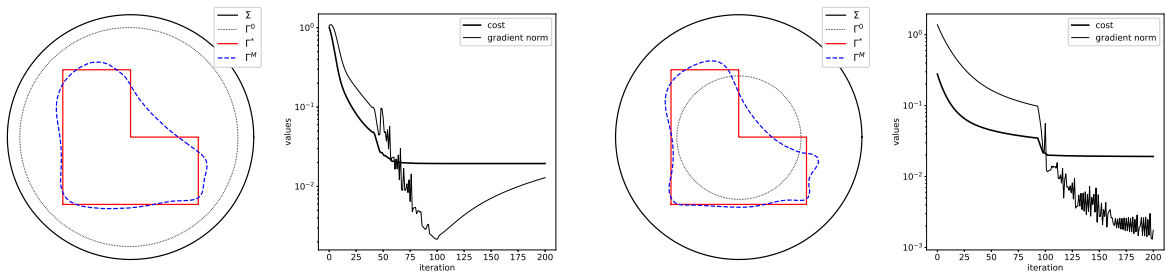 Σ
Γ⁰
Γ*
Γᴹ
cost
gradient norm
10⁰
10⁻¹
10⁻²
values
0 25 50 75 100 125 150 175 200
iteration
Σ
Γ⁰
Γ*
Γᴹ
cost
gradient norm
10⁰
10⁻¹
10⁻²
10⁻³
values
0 25 50 75 100 125 150 175 200
iteration